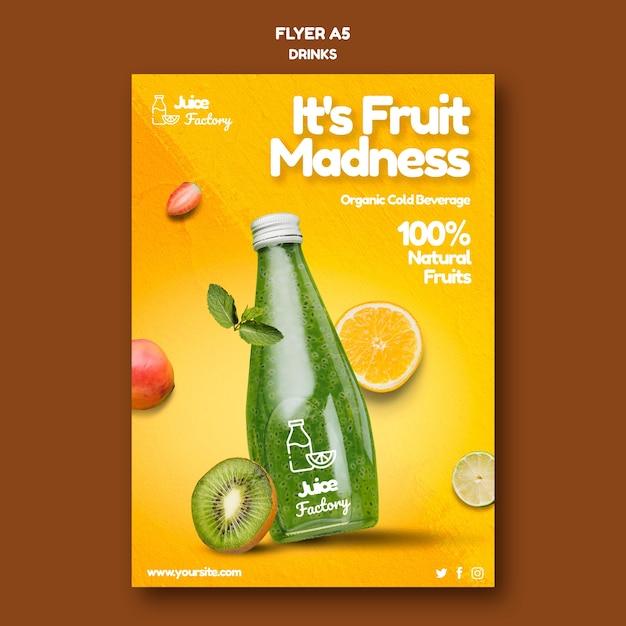 FLYER A5
DRINKS
Juice
Factory
It's Fruit
Madness
Organic Cold Beverage
100%
Natural
Fruits
Juice
Factory
www.yoursite.com